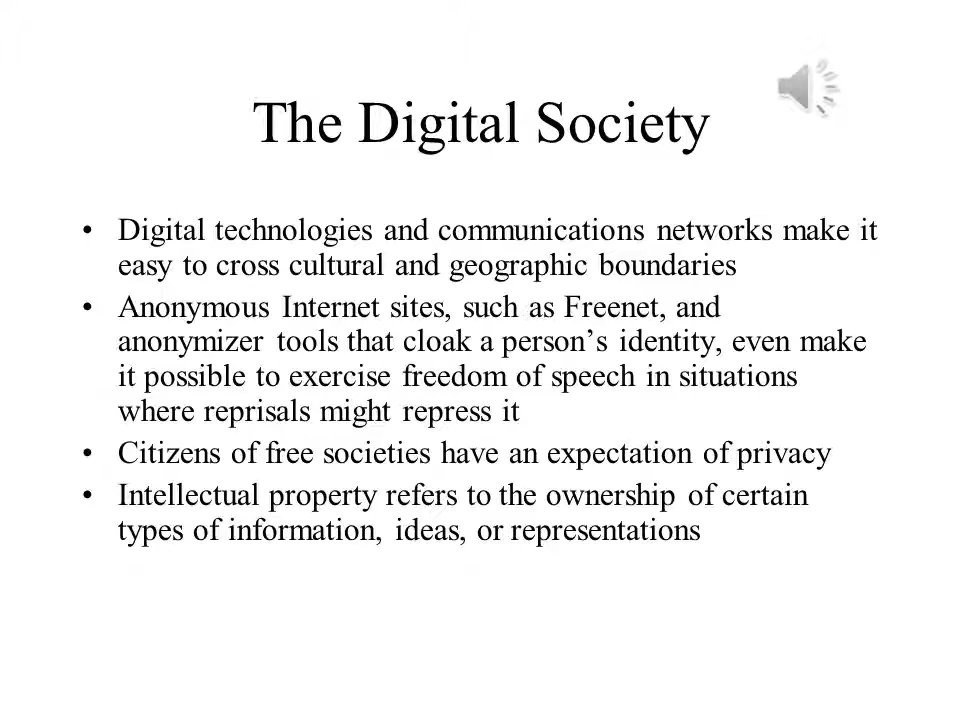 The Digital Society
• Digital technologies and communications networks make it
easy to cross cultural and geographic boundaries
• Anonymous Internet sites, such as Freenet, and
anonymizer tools that cloak a person’s identity, even make
it possible to exercise freedom of speech in situations
where reprisals might repress it
• Citizens of free societies have an expectation of privacy
• Intellectual property refers to the ownership of certain
types of information, ideas, or representations